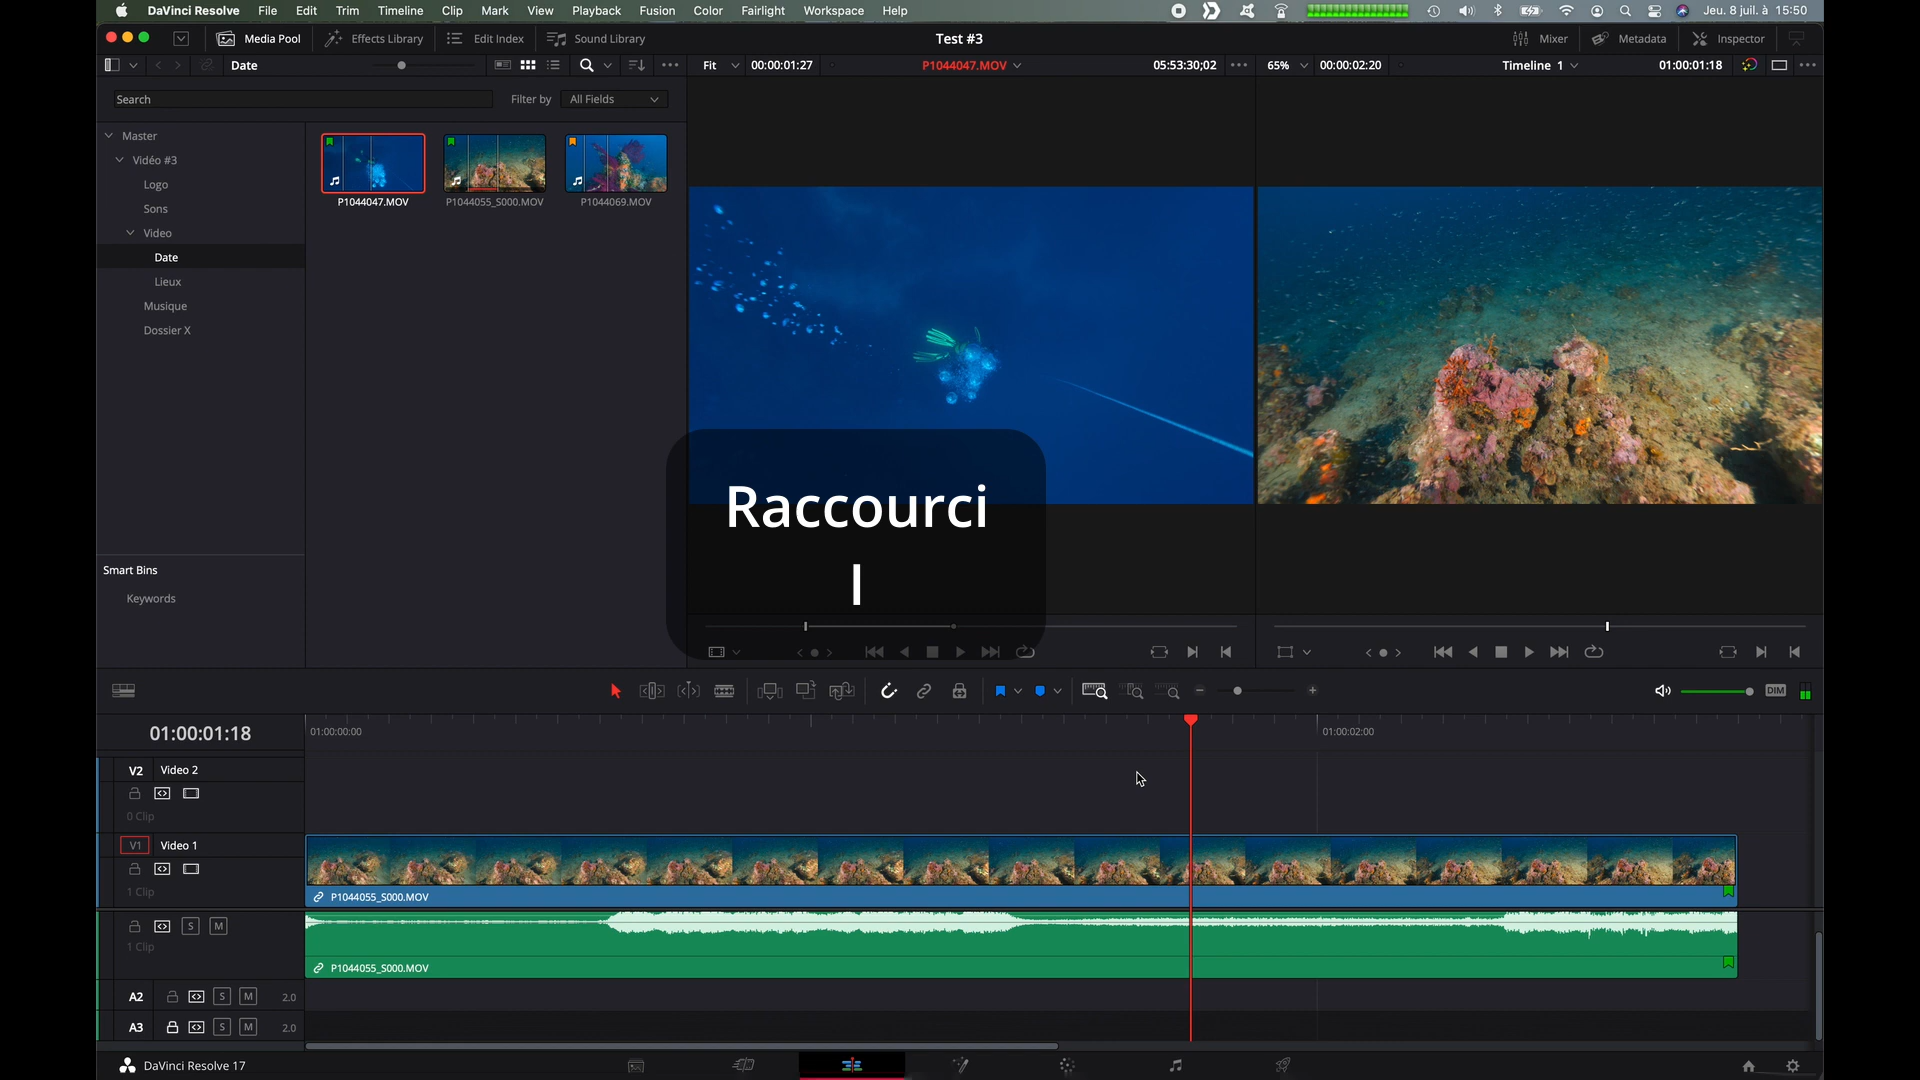 DaVinci Resolve File Edit Trim Timeline Clip Mark View Playback Fusion Color Fairlight Workspace Help Jeu. 8 juil. à 15:50
Media Pool Effects Library Edit Index Sound Library Test #3 Mixer Metadata Inspector
Date Fit 00:00:01:27 P1044047.MOV 05:53:30;02 65% 00:00:02:20 Timeline 1 01:00:01:18
Search Filter by All Fields
Master
Vidéo #3
Logo
Sons
Video
Date
Lieux
Musique
Dossier X
P1044047.MOV P1044055_S000.MOV P1044069.MOV
Raccourci
I
Smart Bins
Keywords
DIM
01:00:01:18 01:00:00:00 01:00:02:00
V2 Video 2
0 Clip
V1 Video 1
1 Clip
P1044055_S000.MOV
S M
1 Clip
P1044055_S000.MOV
A2 S M 2.0
A3 S M 2.0
DaVinci Resolve 17